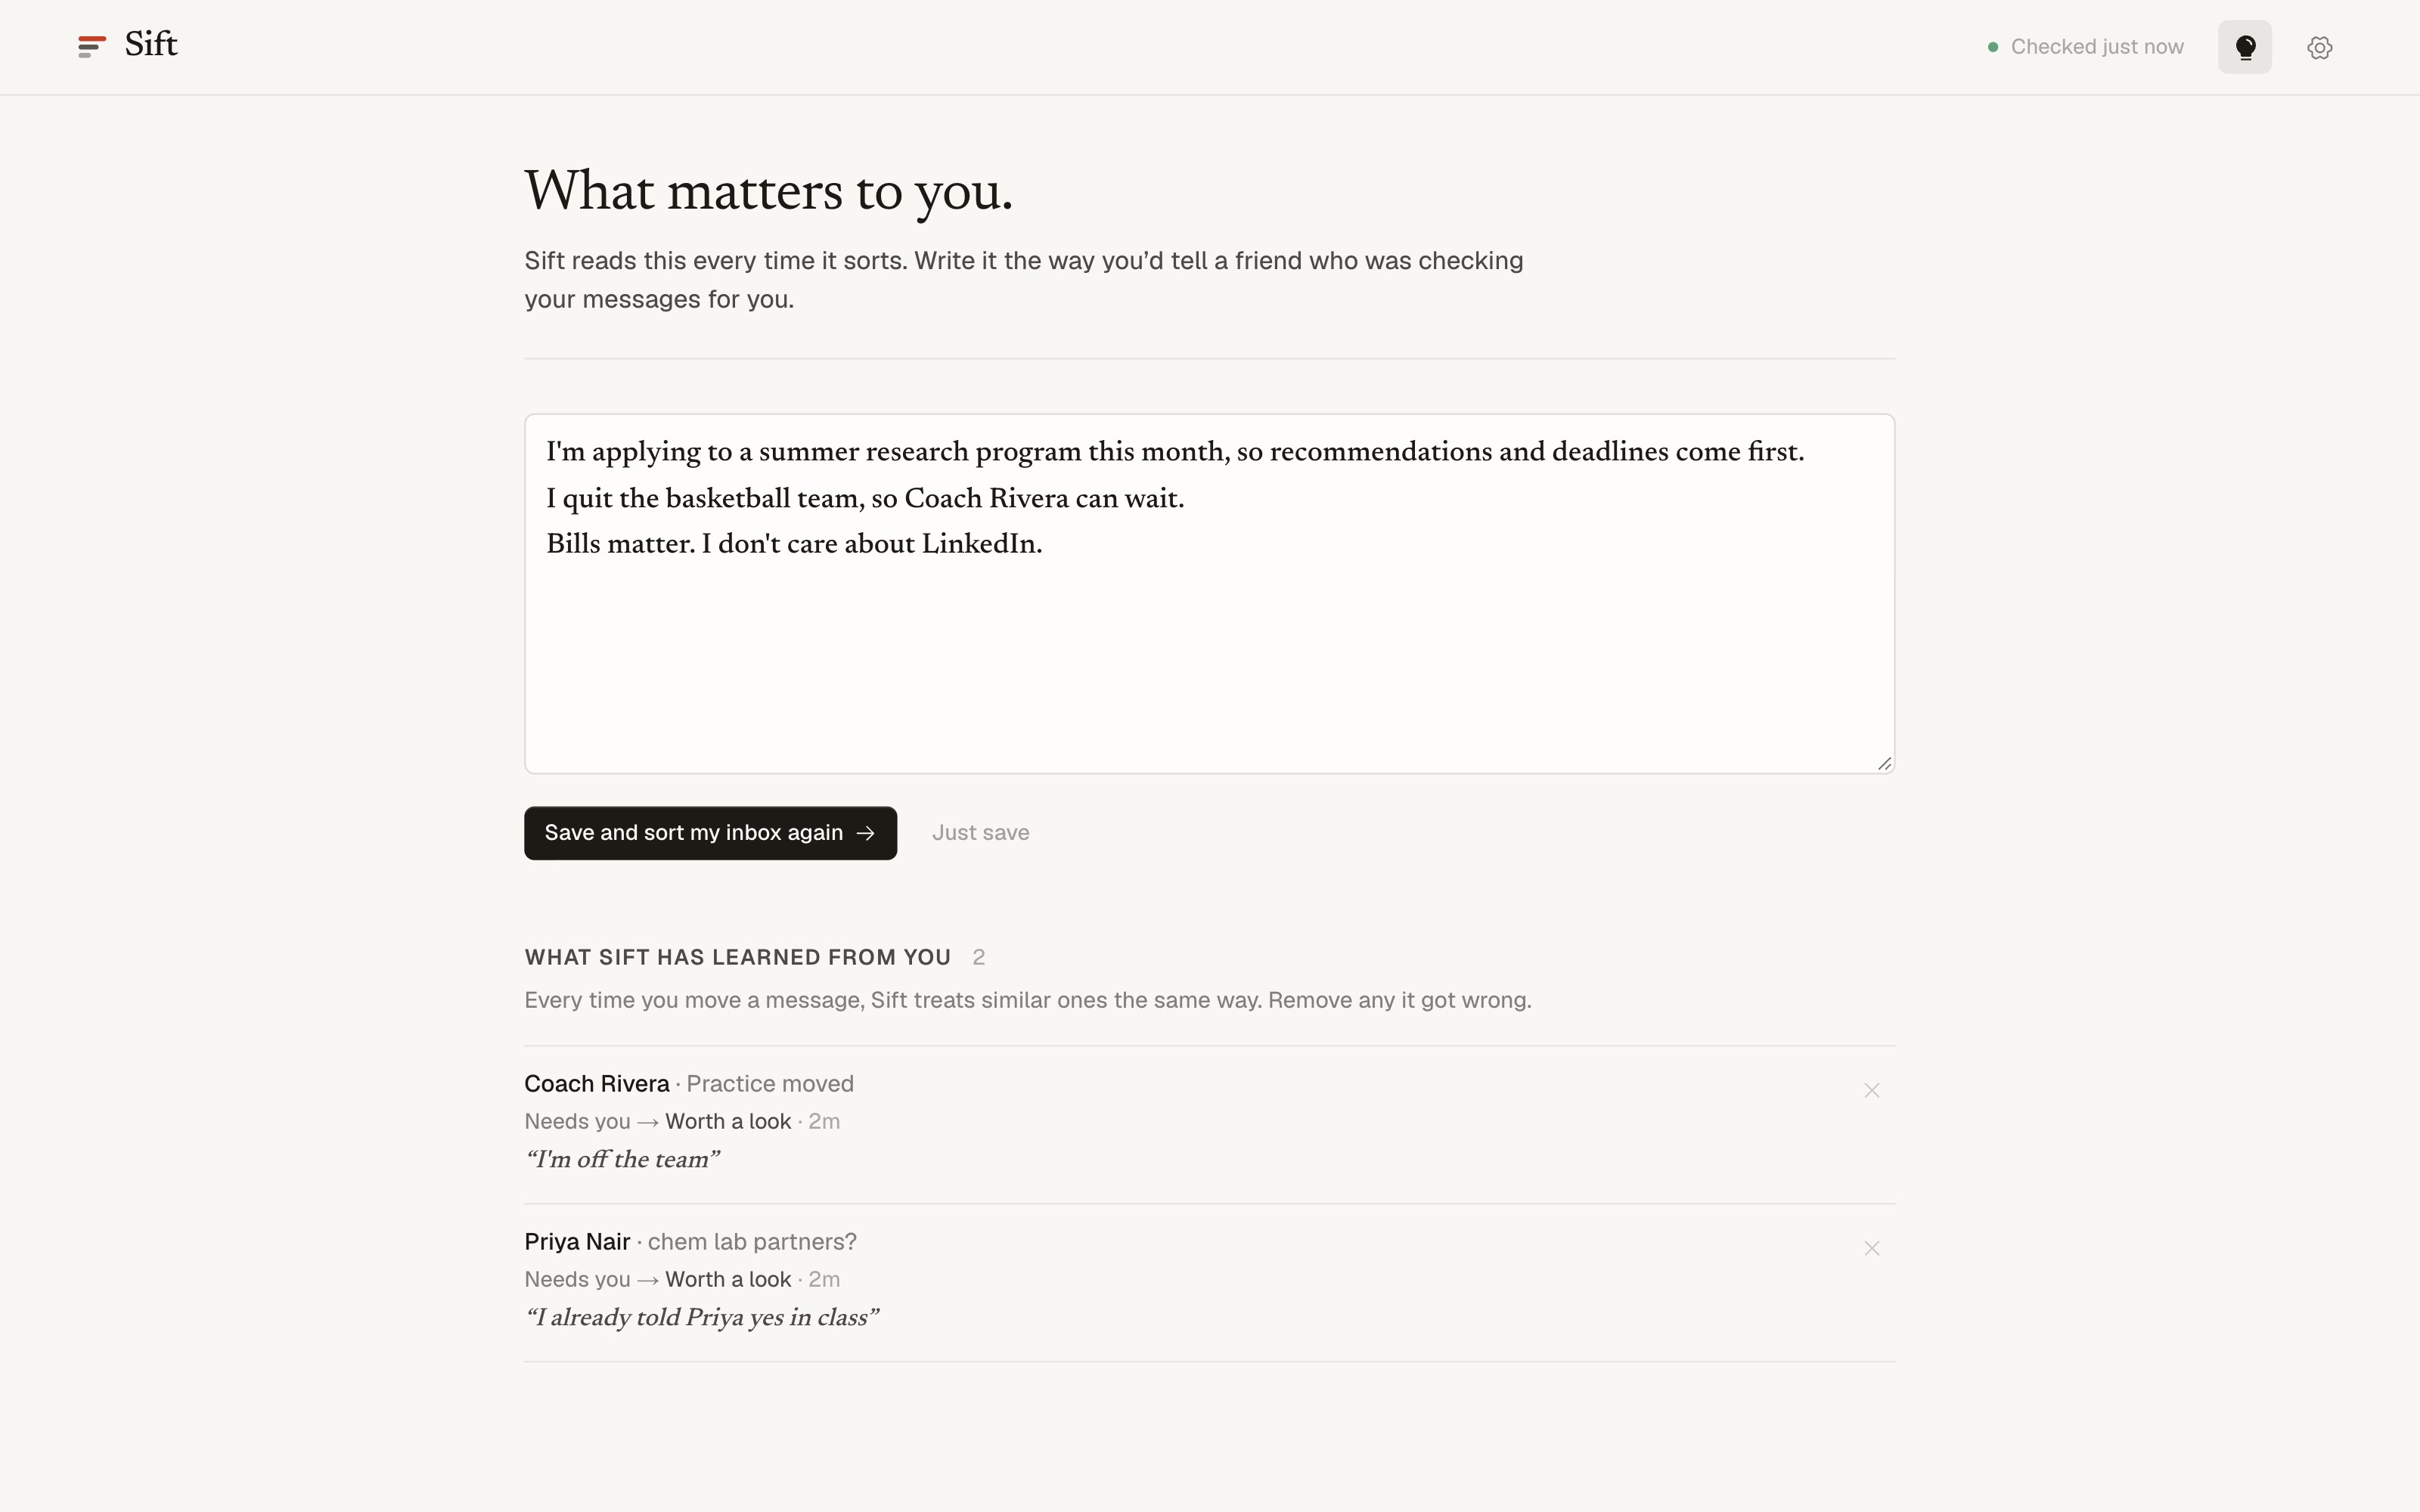 Sift
Checked just now
What matters to you.
Sift reads this every time it sorts. Write it the way you’d tell a friend who was checking
your messages for you.
I'm applying to a summer research program this month, so recommendations and deadlines come first.
I quit the basketball team, so Coach Rivera can wait.
Bills matter. I don't care about LinkedIn.
Save and sort my inbox again →
Just save
WHAT SIFT HAS LEARNED FROM YOU 2
Every time you move a message, Sift treats similar ones the same way. Remove any it got wrong.
Coach Rivera · Practice moved
Needs you → Worth a look · 2m
“I'm off the team”
Priya Nair · chem lab partners?
Needs you → Worth a look · 2m
“I already told Priya yes in class”